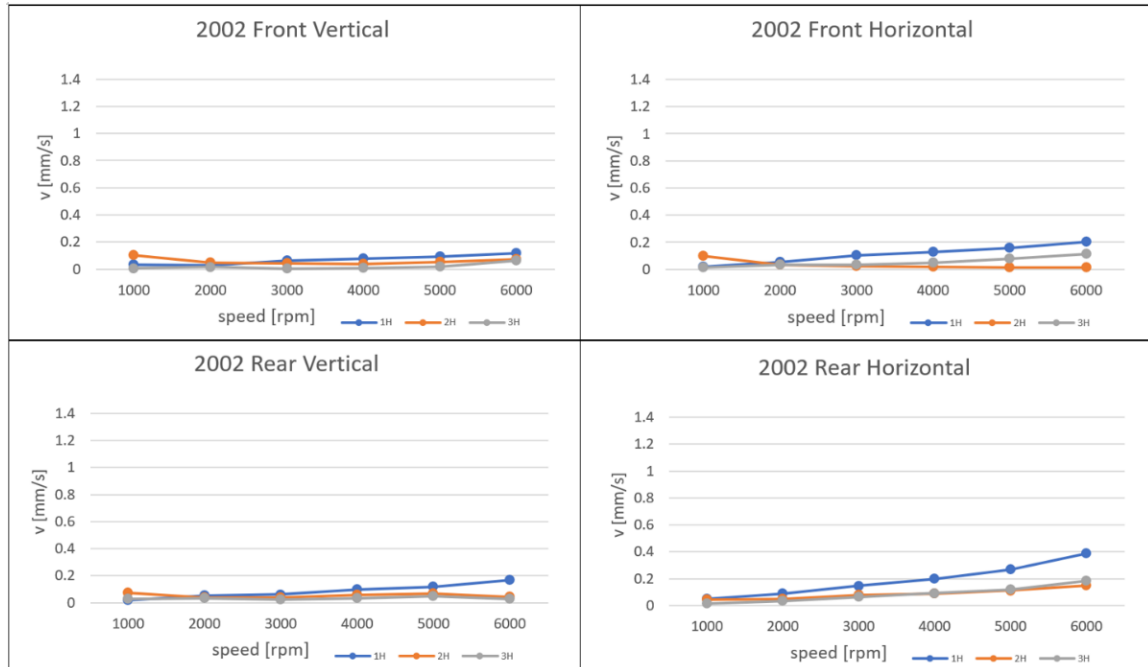 2002 Front Vertical
1.4
1.2
1
0.8
0.6
0.4
0.2
0
v [mm/s]
1000 2000 3000 4000 5000 6000
speed [rpm]
1H 2H 3H
2002 Front Horizontal
1.4
1.2
1
0.8
0.6
0.4
0.2
0
v [mm/s]
1000 2000 3000 4000 5000 6000
speed [rpm]
1H 2H 3H
2002 Rear Vertical
1.4
1.2
1
0.8
0.6
0.4
0.2
0
v [mm/s]
1000 2000 3000 4000 5000 6000
speed [rpm]
1H 2H 3H
2002 Rear Horizontal
1.4
1.2
1
0.8
0.6
0.4
0.2
0
v [mm/s]
1000 2000 3000 4000 5000 6000
speed [rpm]
1H 2H 3H